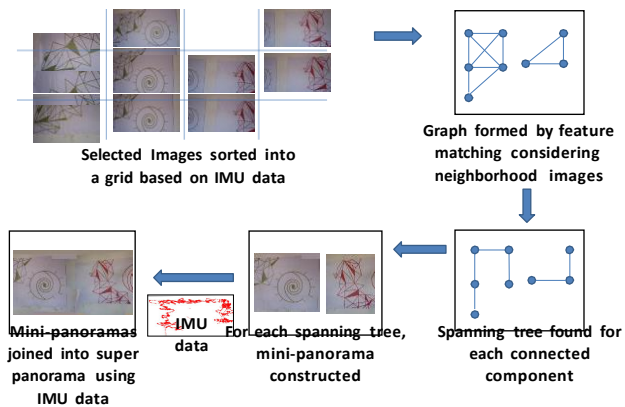 Selected Images sorted into
a grid based on IMU data
Graph formed by feature
matching considering
neighborhood images
Spanning tree found for
each connected
component
For each spanning tree,
mini-panorama
constructed
IMU
data
Mini-panoramas
joined into super
panorama using
IMU data